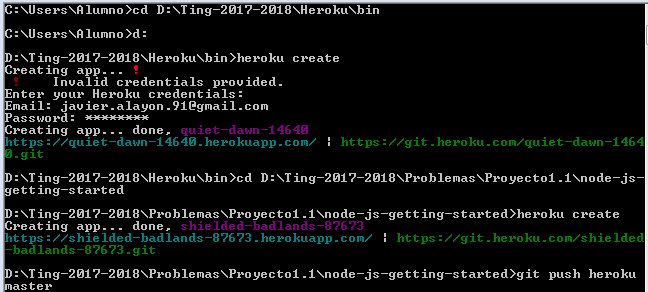 C:\Users\Alumno>cd D:\Ting-2017-2018\Heroku\bin
C:\Users\Alumno>d:
D:\Ting-2017-2018\Heroku\bin>heroku create
Creating app... !
!    Invalid credentials provided.
Enter your Heroku credentials:
Email: javier.alayon.91@gmail.com
Password: ********
Creating app... done, quiet-dawn-14640
https://quiet-dawn-14640.herokuapp.com/ | https://git.heroku.com/quiet-dawn-1464
0.git
D:\Ting-2017-2018\Heroku\bin>cd D:\Ting-2017-2018\Problemas\Proyecto1.1\node-js-
getting-started
D:\Ting-2017-2018\Problemas\Proyecto1.1\node-js-getting-started>heroku create
Creating app... done, shielded-badlands-87673
https://shielded-badlands-87673.herokuapp.com/ | https://git.heroku.com/shielded
-badlands-87673.git
D:\Ting-2017-2018\Problemas\Proyecto1.1\node-js-getting-started>git push heroku
master